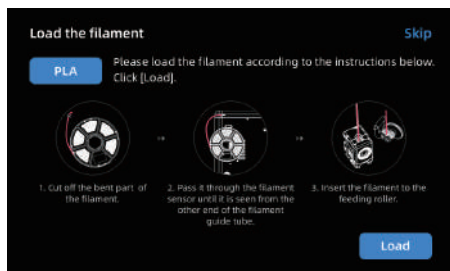 Load the filament
Skip
PLA
Please load the filament according to the instructions below.
Click [Load].
1. Cut off the bent part of
the filament.
2. Pass it through the filament
sensor until it is seen from the
other end of the filament
guide tube.
3. Insert the filament to the
feeding roller.
Load